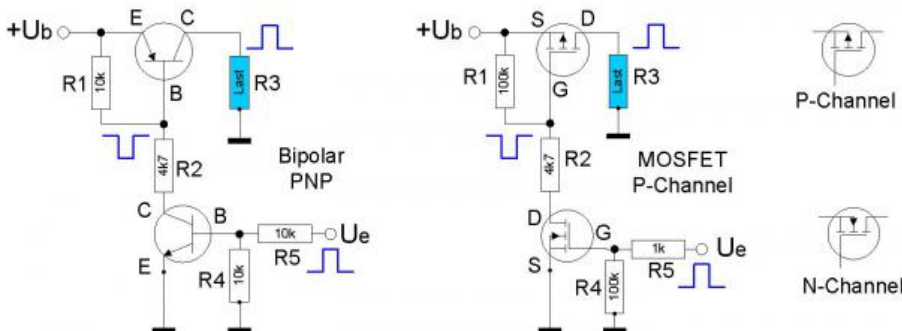 E C
+Ub
R1
10k
B
Last
R3
4k7
R2
Bipolar
PNP
C
B
10k
Ue
E
R4
10k
R5
S D
+Ub
R1
100k
G
Last
R3
4k7
R2
MOSFET
P-Channel
D
G
1k
Ue
S
R4
100k
R5
P-Channel
N-Channel